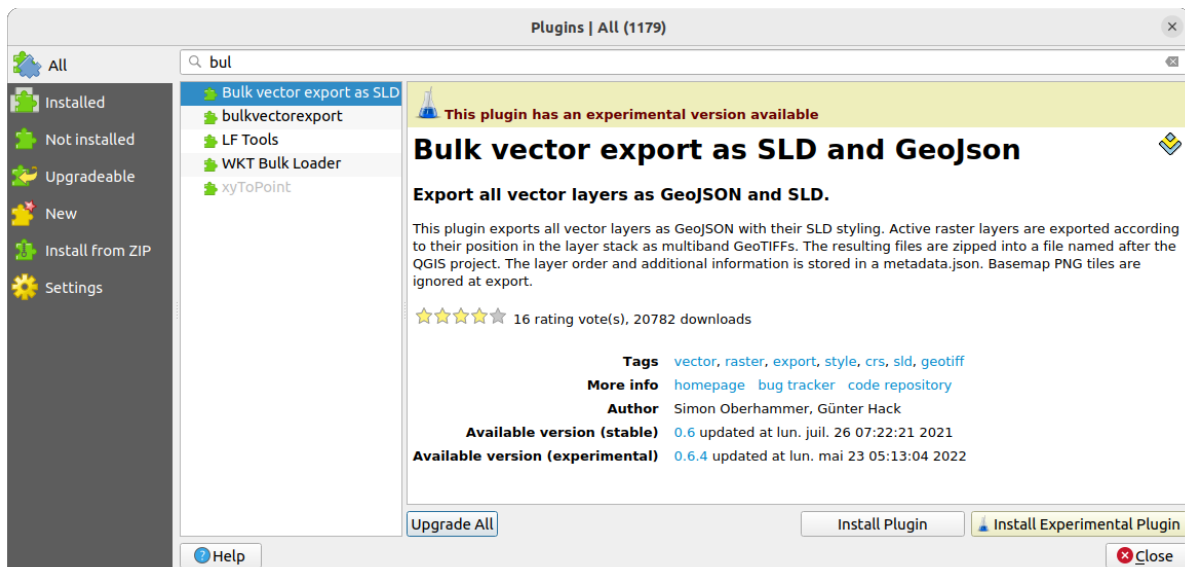 Plugins | All (1179)
All
Installed
Not installed
Upgradeable
New
Install from ZIP
Settings
bul
Bulk vector export as SLD
bulkvectorexport
LF Tools
WKT Bulk Loader
xyToPoint
This plugin has an experimental version available
Bulk vector export as SLD and GeoJson
Export all vector layers as GeoJSON and SLD.
This plugin exports all vector layers as GeoJSON with their SLD styling. Active raster layers are exported according
to their position in the layer stack as multiband GeoTIFFs. The resulting files are zipped into a file named after the
QGIS project. The layer order and additional information is stored in a metadata.json. Basemap PNG tiles are
ignored at export.
16 rating vote(s), 20782 downloads
Tags vector, raster, export, style, crs, sld, geotiff
More info homepage bug tracker code repository
Author Simon Oberhammer, Günter Hack
Available version (stable) 0.6 updated at lun. juil. 26 07:22:21 2021
Available version (experimental) 0.6.4 updated at lun. mai 23 05:13:04 2022
Upgrade All
Install Plugin
Install Experimental Plugin
Help
Close